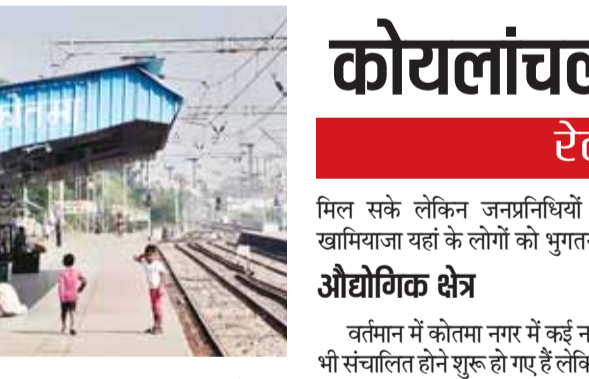 कोतमा
कोयलांचल
रे
मिल सके लेकिन जनप्रनिधियों
खामियाजा यहां के लोगों को
औद्योगिक क्षेत्र
वर्तमान में कोतमा नगर में कई
भी संचालित होने शुरू हो गए हैं